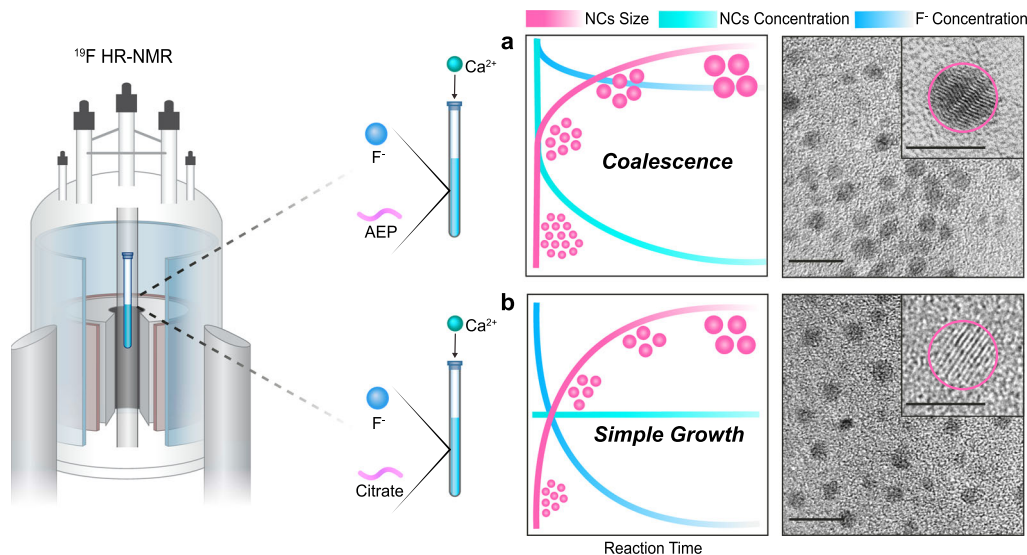 NCs Size NCs Concentration F⁻ Concentration
¹⁹F HR-NMR
Ca²⁺
F⁻
AEP
a
Coalescence
Ca²⁺
F⁻
Citrate
b
Simple Growth
Reaction Time